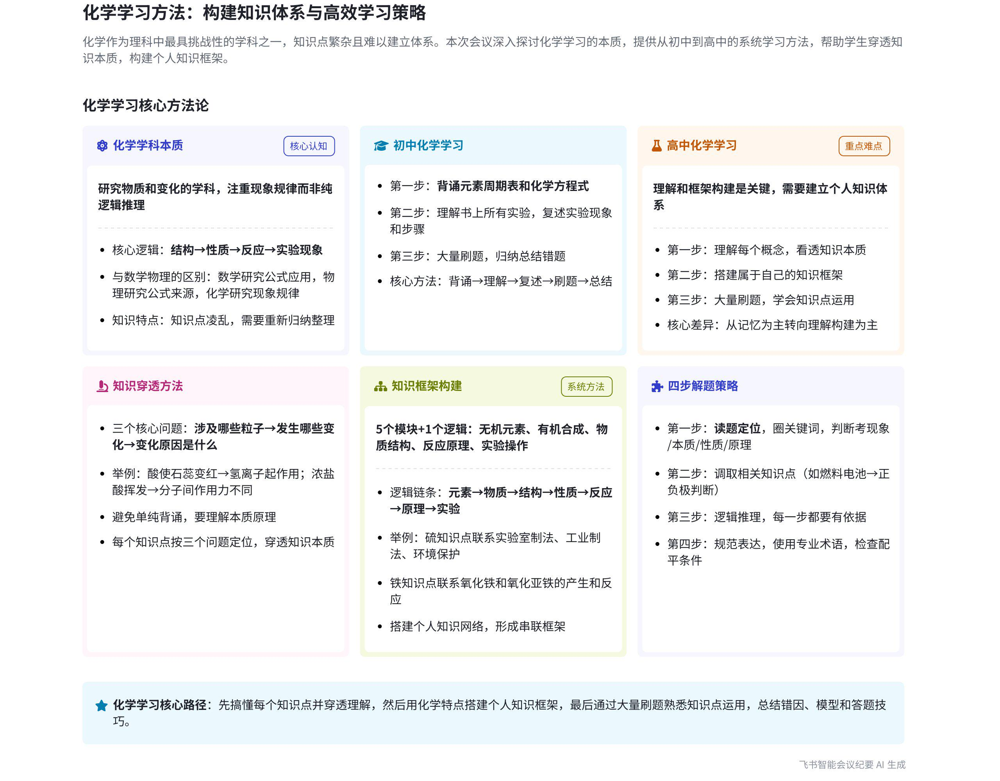 化学学习方法：构建知识体系与高效学习策略
化学作为理科中最具挑战性的学科之一，知识点繁杂且难以建立体系。本次会议深入探讨化学学习的本质，提供从初中到高中的系统学习方法，帮助学生穿透知
识本质，构建个人知识框架。
化学学习核心方法论
化学学科本质
核心认知
研究物质和变化的学科，注重现象规律而非纯
逻辑推理
• 核心逻辑：结构→性质→反应→实验现象
• 与数学物理的区别：数学研究公式应用，物
理研究公式来源，化学研究现象规律
• 知识特点：知识点凌乱，需要重新归纳整理
初中化学学习
• 第一步：背诵元素周期表和化学方程式
• 第二步：理解书上所有实验，复述实验现象
和步骤
• 第三步：大量刷题，归纳总结错题
• 核心方法：背诵→理解→复述→刷题→总结
高中化学学习
重点难点
理解和框架构建是关键，需要建立个人知识体
系
• 第一步：理解每个概念，看透知识本质
• 第二步：搭建属于自己的知识框架
• 第三步：大量刷题，学会知识点运用
• 核心差异：从记忆为主转向理解构建为主
知识穿透方法
• 三个核心问题：涉及哪些粒子→发生哪些变
化→变化原因是什么
• 举例：酸使石蕊变红→氢离子起作用；浓盐
酸挥发→分子间作用力不同
• 避免单纯背诵，要理解本质原理
• 每个知识点按三个问题定位，穿透知识本质
知识框架构建
系统方法
5个模块+1个逻辑：无机元素、有机合成、物
质结构、反应原理、实验操作
• 逻辑链条：元素→物质→结构→性质→反应
→原理→实验
• 举例：硫知识点联系实验室制法、工业制
法、环境保护
• 铁知识点联系氧化铁和氧化亚铁的产生和反
应
• 搭建个人知识网络，形成串联框架
四步解题策略
• 第一步：读题定位，圈关键词，判断考现象
/本质/性质/原理
• 第二步：调取相关知识点（如燃料电池→正
负极判断）
• 第三步：逻辑推理，每一步都要有依据
• 第四步：规范表达，使用专业术语，检查配
平条件
化学学习核心路径：先搞懂每个知识点并穿透理解，然后用化学特点搭建个人知识框架，最后通过大量刷题熟悉知识点运用，总结错因、模型和答题技
巧。
飞书智能会议纪要 AI 生成